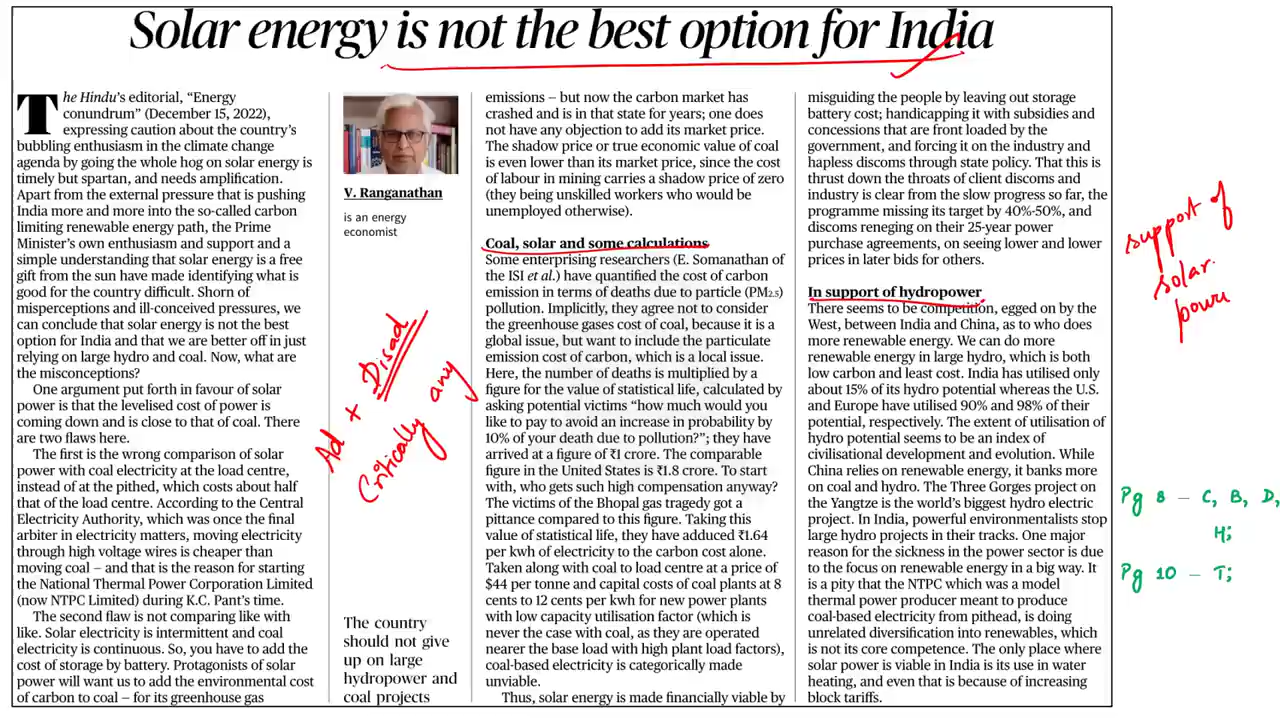 Solar energy is not the best option for India
The Hindu's editorial, “Energy
conundrum” (December 15, 2022),
expressing caution about the country's
bubbling enthusiasm in the climate change
agenda by going the whole hog on solar energy is
timely but spartan, and needs amplification.
Apart from the external pressure that is pushing
India more and more into the so-called carbon
limiting renewable energy path, the Prime
Minister's own enthusiasm and support and a
simple understanding that solar energy is a free
gift from the sun have made identifying what is
good for the country difficult. Shorn of
misperceptions and ill-conceived pressures, we
can conclude that solar energy is not the best
option for India and that we are better off in just
relying on large hydro and coal. Now, what are
the misconceptions?
One argument put forth in favour of solar
power is that the levelised cost of power is
coming down and is close to that of coal. There
are two flaws here.
The first is the wrong comparison of solar
power with coal electricity at the load centre,
instead of at the pithed, which costs about half
that of the load centre. According to the Central
Electricity Authority, which was once the final
arbiter in electricity matters, moving electricity
through high voltage wires is cheaper than
moving coal – and that is the reason for starting
the National Thermal Power Corporation Limited
(now NTPC Limited) during K.C. Pant's time.
The second flaw is not comparing like with
like. Solar electricity is intermittent and coal
electricity is continuous. So, you have to add the
cost of storage by battery. Protagonists of solar
power will want us to add the environmental cost
of carbon to coal – for its greenhouse gas
V. Ranganathan
is an energy
economist
Ad + Disad
Critically any
The country
should not give
up on large
hydropower and
coal projects
emissions – but now the carbon market has
crashed and is in that state for years; one does
not have any objection to add its market price.
The shadow price or true economic value of coal
is even lower than its market price, since the cost
of labour in mining carries a shadow price of zero
(they being unskilled workers who would be
unemployed otherwise).
Coal, solar and some calculations
Some enterprising researchers (E. Somanathan of
the ISI et al.) have quantified the cost of carbon
emission in terms of deaths due to particle (PM2.5)
pollution. Implicitly, they agree not to consider
the greenhouse gases cost of coal, because it is a
global issue, but want to include the particulate
emission cost of carbon, which is a local issue.
Here, the number of deaths is multiplied by a
figure for the value of statistical life, calculated by
asking potential victims “how much would you
like to pay to avoid an increase in probability by
10% of your death due to pollution?”; they have
arrived at a figure of ₹1 crore. The comparable
figure in the United States is ₹1.8 crore. To start
with, who gets such high compensation anyway?
The victims of the Bhopal gas tragedy got a
pittance compared to this figure. Taking this
value of statistical life, they have adduced ₹1.64
per kwh of electricity to the carbon cost alone.
Taken along with coal to load centre at a price of
$44 per tonne and capital costs of coal plants at 8
cents to 12 cents per kwh for new power plants
with low capacity utilisation factor (which is
never the case with coal, as they are operated
nearer the base load with high plant load factors),
coal-based electricity is categorically made
unviable.
Thus, solar energy is made financially viable by
misguiding the people by leaving out storage
battery cost; handicapping it with subsidies and
concessions that are front loaded by the
government, and forcing it on the industry and
hapless discoms through state policy. That this is
thrust down the throats of client discoms and
industry is clear from the slow progress so far, the
programme missing its target by 40%-50%, and
discoms reneging on their 25-year power
purchase agreements, on seeing lower and lower
prices in later bids for others.
In support of hydropower
There seems to be competition, egged on by the
West, between India and China, as to who does
more renewable energy. We can do more
renewable energy in large hydro, which is both
low carbon and least cost. India has utilised only
about 15% of its hydro potential whereas the U.S.
and Europe have utilised 90% and 98% of their
potential, respectively. The extent of utilisation of
hydro potential seems to be an index of
civilisational development and evolution. While
China relies on renewable energy, it banks more
on coal and hydro. The Three Gorges project on
the Yangtze is the world's biggest hydro electric
project. In India, powerful environmentalists stop
large hydro projects in their tracks. One major
reason for the sickness in the power sector is due
to the focus on renewable energy in a big way. It
is a pity that the NTPC which was a model
thermal power producer meant to produce
coal-based electricity from pithead, is doing
unrelated diversification into renewables, which
is not its core competence. The only place where
solar power is viable in India is its use in water
heating, and even that is because of increasing
block tariffs.
support of
solar.
power
Pg 8 – C, B, D,
H;
Pg 10 – T;